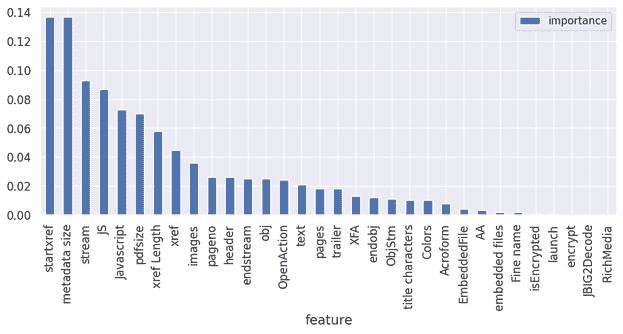 0.14
0.12
0.10
0.08
0.06
0.04
0.02
0.00
importance
startxref
metadata size
stream
JS
Javascript
pdfsize
xref Length
xref
images
pageno
header
endstream
obj
OpenAction
text
pages
trailer
XFA
endobj
ObjStm
title characters
Colors
Acroform
EmbeddedFile
AA
embedded files
Fine name
isEncrypted
launch
encrypt
JBIG2Decode
RichMedia
feature